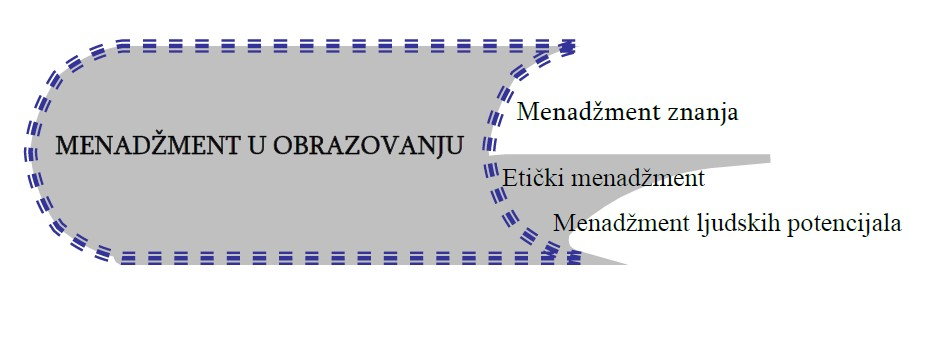 Menadžment znanja
MENADŽMENT U OBRAZOVANJU
Etički menadžment
Menadžment ljudskih potencijala